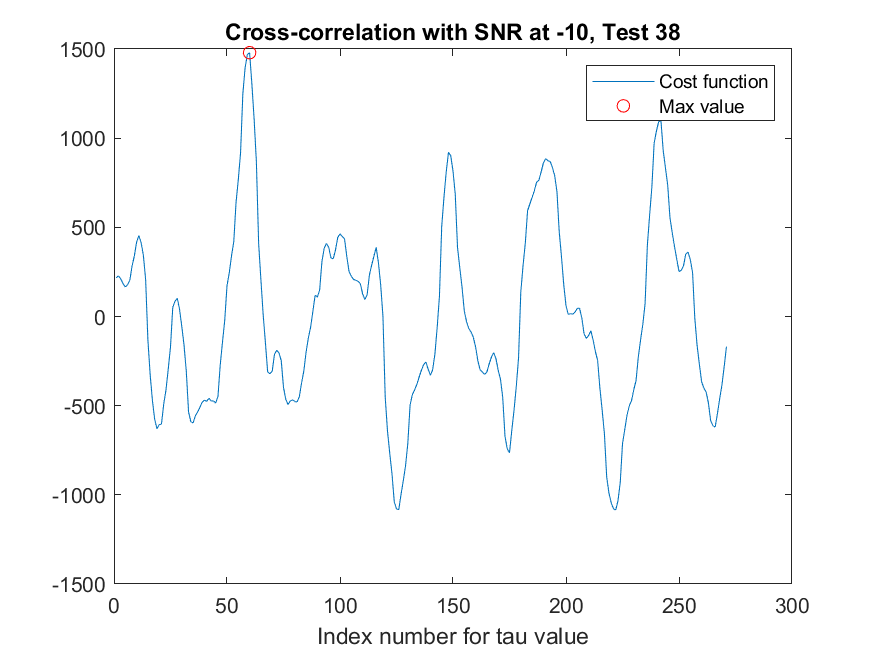 Cross-correlation with SNR at -10, Test 38
1500
1000
500
0
-500
-1000
-1500
Cost function
Max value
0 50 100 150 200 250 300
Index number for tau value